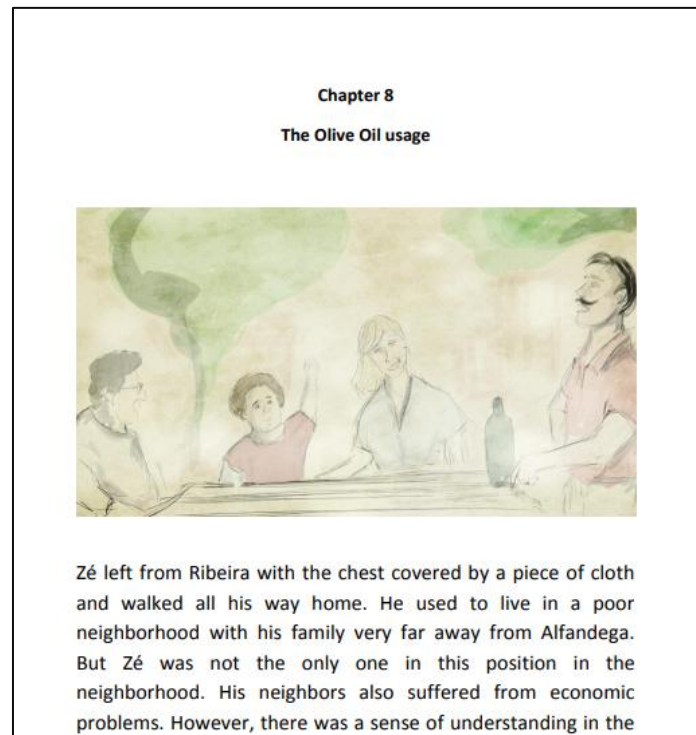 Chapter 8
The Olive Oil usage
Zé left from Ribeira with the chest covered by a piece of cloth
and walked all his way home. He used to live in a poor
neighborhood with his family very far away from Alfandega.
But Zé was not the only one in this position in the
neighborhood. His neighbors also suffered from economic
problems. However, there was a sense of understanding in the